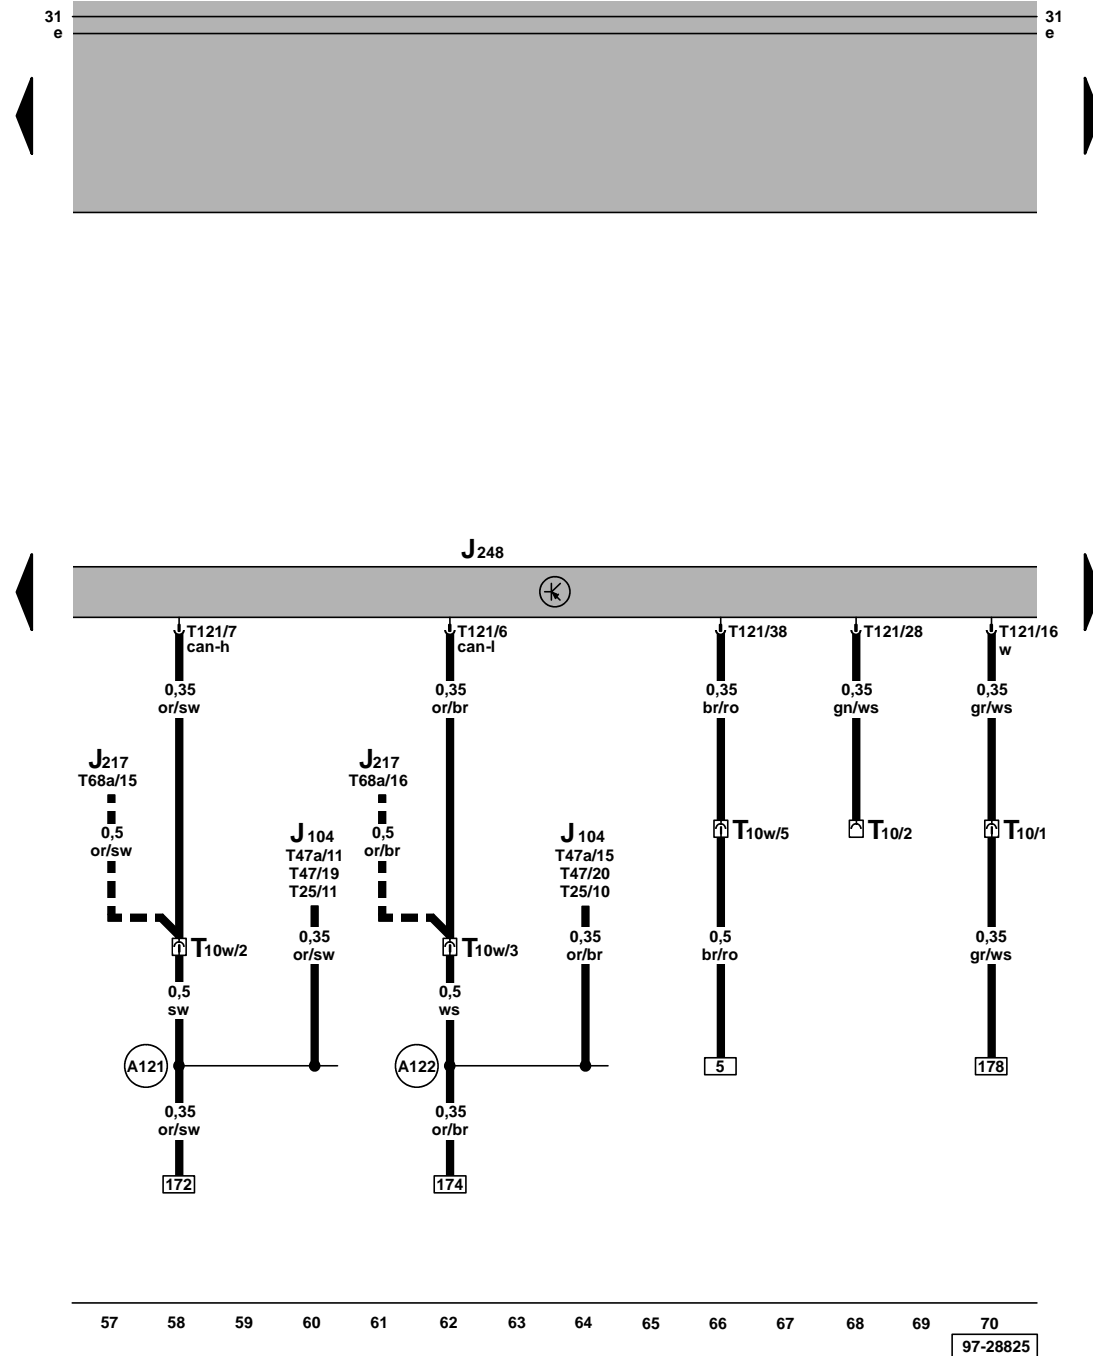 31 31
e e
J 248
T121/7 T121/6 T121/38 T121/28 T121/16
can-h can-l w
0,35 0,35 0,35 0,35 0,35
or/sw or/br br/ro gn/ws gr/ws
J217 J217
T68a/15 T68a/16
0,5 0,5
or/sw or/br
J 104 J 104
T10w/5 T10/2 T10/1
T47a/11 T47a/15
T47/19 T47/20
T25/11 T25/10
0,35 0,35 0,5 0,35
or/sw or/br br/ro gr/ws
T10w/2 T10w/3
0,5 0,5
sw ws
A121 A122 5 178
0,35 0,35
or/sw or/br
172 174
57 58 59 60 61 62 63 64 65 66 67 68 69 70
97-28825